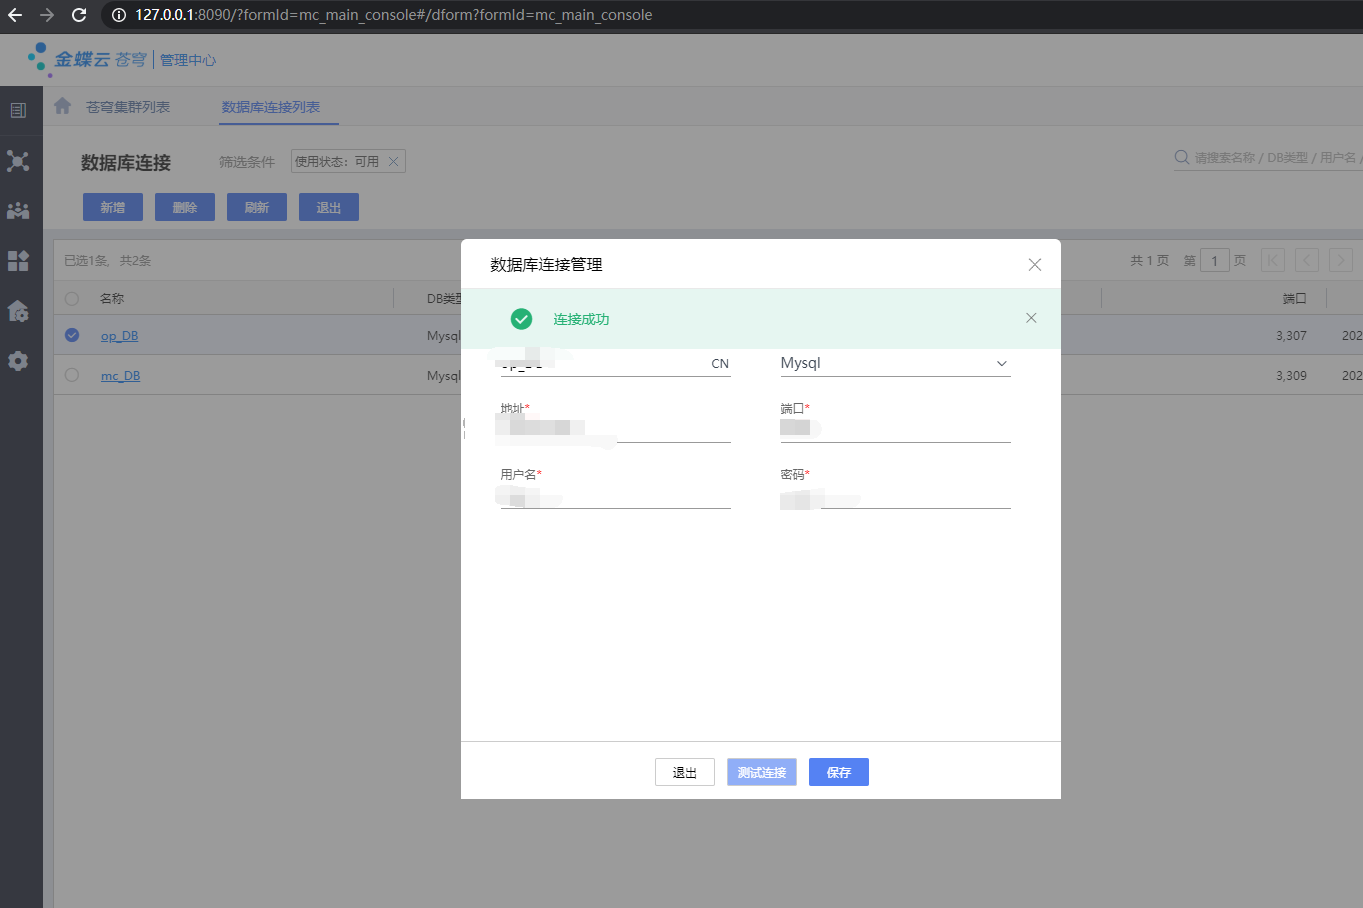 127.0.0.1:8090/?formId=mc_main_console#/dform?formId=mc_main_console
金蝶云 苍穹 管理中心
苍穹集群列表 数据库连接列表
数据库连接 筛选条件 使用状态：可用
请搜索名称 / DB类型 / 用户名 /
新增 删除 刷新 退出
已选1条, 共2条 共 1 页 第 1 页
名称 DB类型 端口
op_DB Mysql 3,307 202
mc_DB Mysql 3,309 202
数据库连接管理
连接成功
CN Mysql
地址* 端口*
用户名* 密码*
退出 测试连接 保存